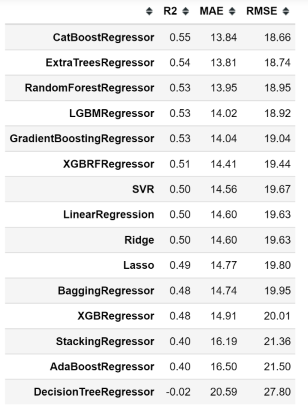 R2 MAE RMSE
CatBoostRegressor 0.55 13.84 18.66
ExtraTreesRegressor 0.54 13.81 18.74
RandomForestRegressor 0.53 13.95 18.95
LGBMRegressor 0.53 14.02 18.92
GradientBoostingRegressor 0.53 14.04 19.04
XGBRFRegressor 0.51 14.41 19.44
SVR 0.50 14.56 19.67
LinearRegression 0.50 14.60 19.63
Ridge 0.50 14.60 19.63
Lasso 0.49 14.77 19.80
BaggingRegressor 0.48 14.74 19.95
XGBRegressor 0.48 14.91 20.01
StackingRegressor 0.40 16.19 21.36
AdaBoostRegressor 0.40 16.50 21.50
DecisionTreeRegressor -0.02 20.59 27.80